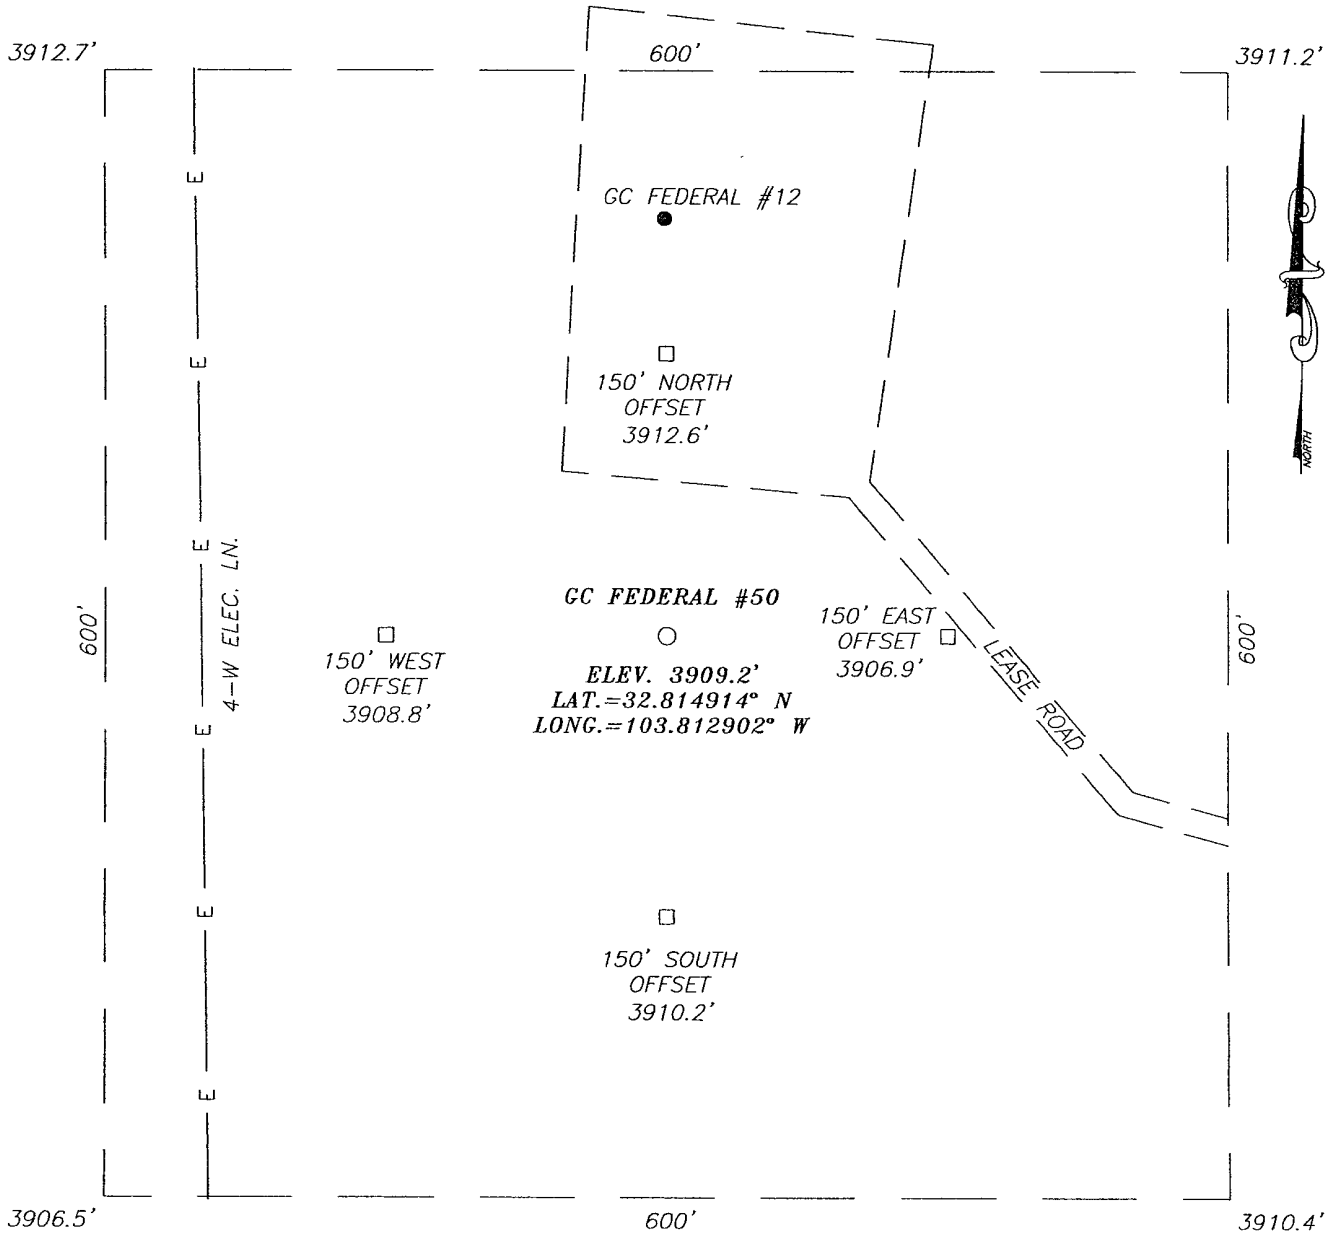 3912.7'
600'
3911.2'
GC FEDERAL #12
150' NORTH
OFFSET
3912.6'
NORTH
E
E
E
E
E
E
4-W ELEC. LN.
600'
GC FEDERAL #50
150' EAST
OFFSET
3906.9'
600'
150' WEST
OFFSET
3908.8'
ELEV. 3909.2'
LAT.=32.814914° N
LONG.=103.812902° W
LEASE ROAD
150' SOUTH
OFFSET
3910.2'
3906.5'
600'
3910.4'